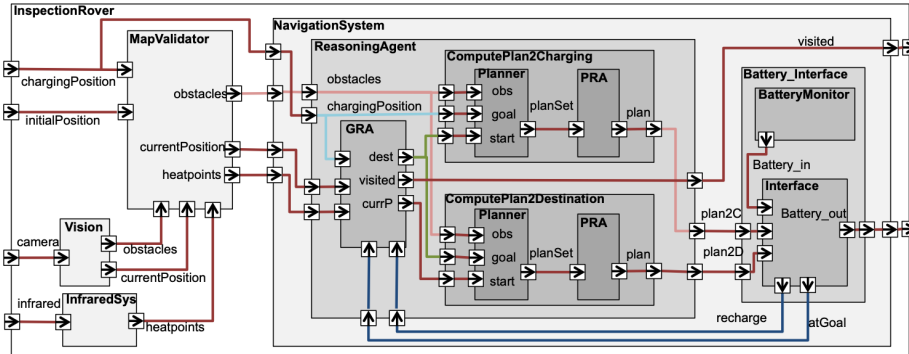 InspectionRover
NavigationSystem
MapValidator
ReasoningAgent
visited
ComputePlan2Charging
Planner
PRA
Battery_Interface
chargingPosition
obstacles
obstacles
obs
planSet
plan
BatteryMonitor
initialPosition
chargingPosition
goal
GRA
start
currentPosition
dest
Battery_in
heatpoints
visited
Interface
currP
ComputePlan2Destination
Planner
PRA
plan2C
Battery_out
Vision
camera
obstacles
obs
planSet
plan
plan2D
goal
currentPosition
start
infrared
InfraredSys
heatpoints
recharge
atGoal